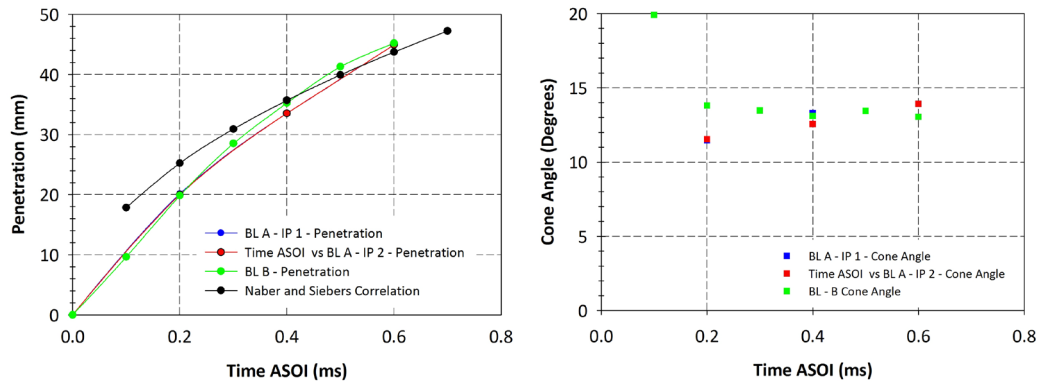 50
40
30
20
10
0
Penetration (mm)
BL A - IP 1 - Penetration
Time ASOI vs BL A - IP 2 - Penetration
BL B - Penetration
Naber and Siebers Correlation
0.0 0.2 0.4 0.6 0.8
Time ASOI (ms)
20
15
10
5
0
Cone Angle (Degrees)
BL A - IP 1 - Cone Angle
Time ASOI vs BL A - IP 2 - Cone Angle
BL - B Cone Angle
0.0 0.2 0.4 0.6 0.8
Time ASOI (ms)